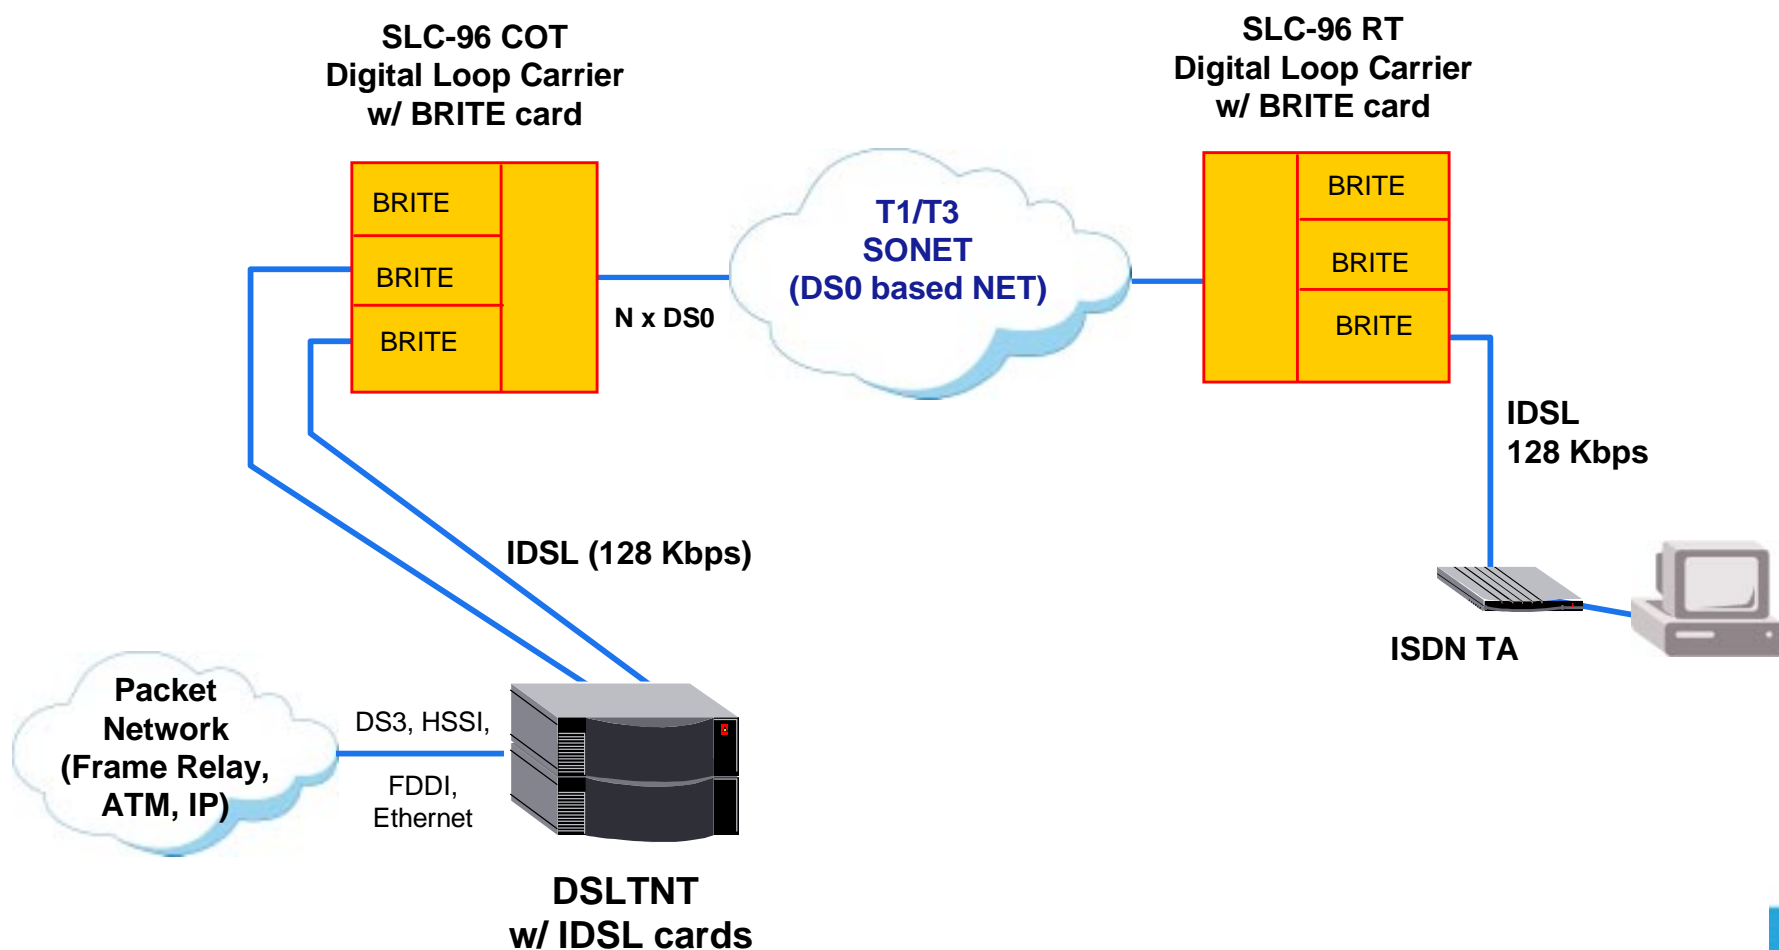 SLC-96 COT
Digital Loop Carrier
w/ BRITE card
SLC-96 RT
Digital Loop Carrier
w/ BRITE card
BRITE
BRITE
BRITE
N x DS0
T1/T3
SONET
(DS0 based NET)
BRITE
BRITE
BRITE
IDSL
128 Kbps
IDSL (128 Kbps)
ISDN TA
Packet
Network
(Frame Relay,
ATM, IP)
DS3, HSSI,
FDDI,
Ethernet
DSLTNT
w/ IDSL cards